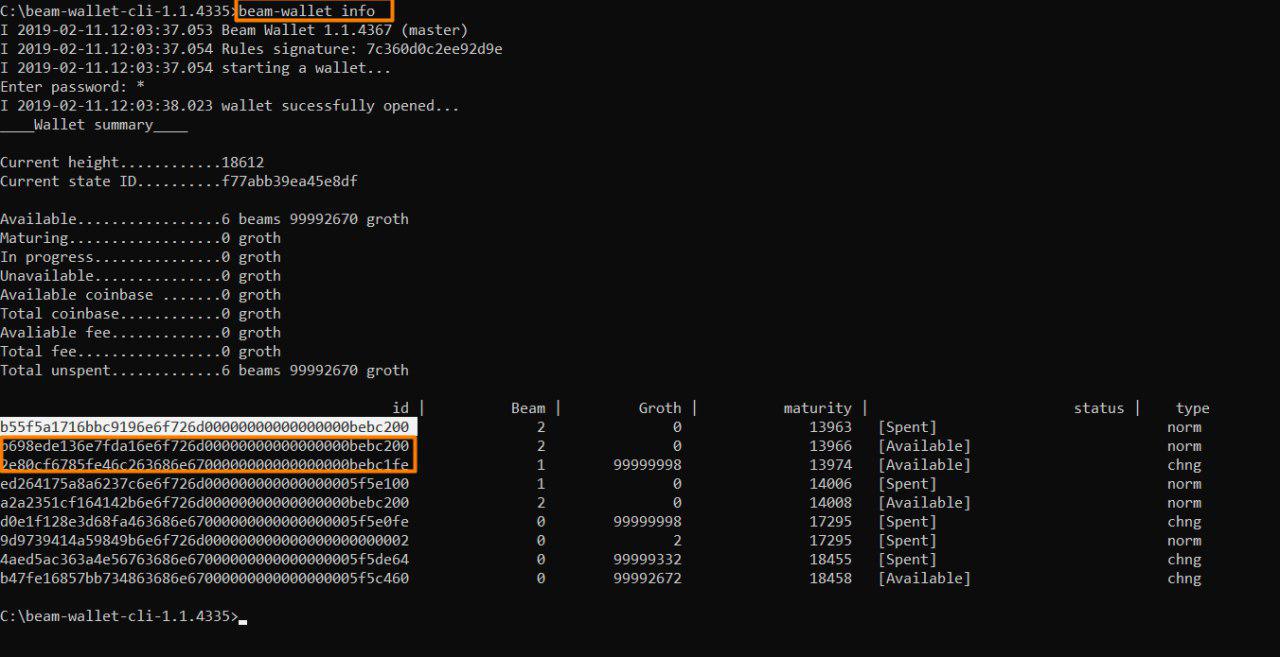 C:\beam-wallet-cli-1.1.4335>beam-wallet info
I 2019-02-11.12:03:37.053 Beam Wallet 1.1.4367 (master)
I 2019-02-11.12:03:37.054 Rules signature: 7c360d0c2ee92d9e
I 2019-02-11.12:03:37.054 starting a wallet...
Enter password: *
I 2019-02-11.12:03:38.023 wallet sucessfully opened...
____Wallet summary____
Current height............18612
Current state ID..........f77abb39ea45e8df
Available.................6 beams 99992670 groth
Maturing..................0 groth
In progress...............0 groth
Unavailable...............0 groth
Available coinbase .......0 groth
Total coinbase............0 groth
Avaliable fee.............0 groth
Total fee.................0 groth
Total unspent.............6 beams 99992670 groth
id | Beam | Groth | maturity | status | type
b55f5a1716bbc9196e6f726d00000000000000000bebc200 2 0 13963 [Spent] norm
b698ede136e7fda16e6f726d00000000000000000bebc200 2 0 13966 [Available] norm
2e80cf6785fe46c263686e6700000000000000000bebc1fe 1 99999998 13974 [Available] chng
ed264175a8a6237c6e6f726d000000000000000005f5e100 1 0 14006 [Spent] norm
a2a2351cf164142b6e6f726d00000000000000000bebc200 2 0 14008 [Available] norm
d0e1f128e3d68fa463686e67000000000000000005f5e0fe 0 99999998 17295 [Spent] chng
9d9739414a59849b6e6f726d000000000000000000000002 0 2 17295 [Spent] norm
4aed5ac363a4e56763686e67000000000000000005f5de64 0 99999332 18455 [Spent] chng
b47fe16857bb734863686e67000000000000000005f5c460 0 99992672 18458 [Available] chng
C:\beam-wallet-cli-1.1.4335>